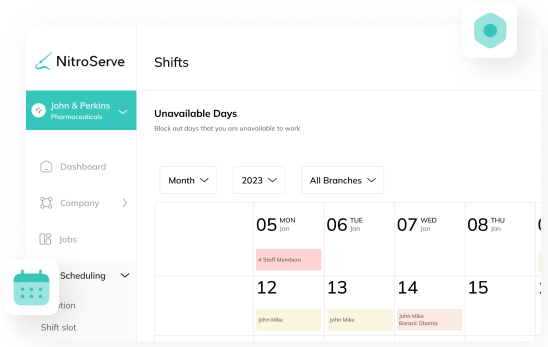 NitroServe
Shifts
John & Perkins
Pharmaceuticals
Unavailable Days
Block out days that you are unavailable to work
Dashboard
Month
2023
All Branches
Company
Jobs
05 MON Jan
06 TUE Jan
07 WED Jan
08 THU Jan
4 Staff Members
Scheduling
12
13
14
15
John Mike
John Mike
John Mike
Barack Obama
Shift slot